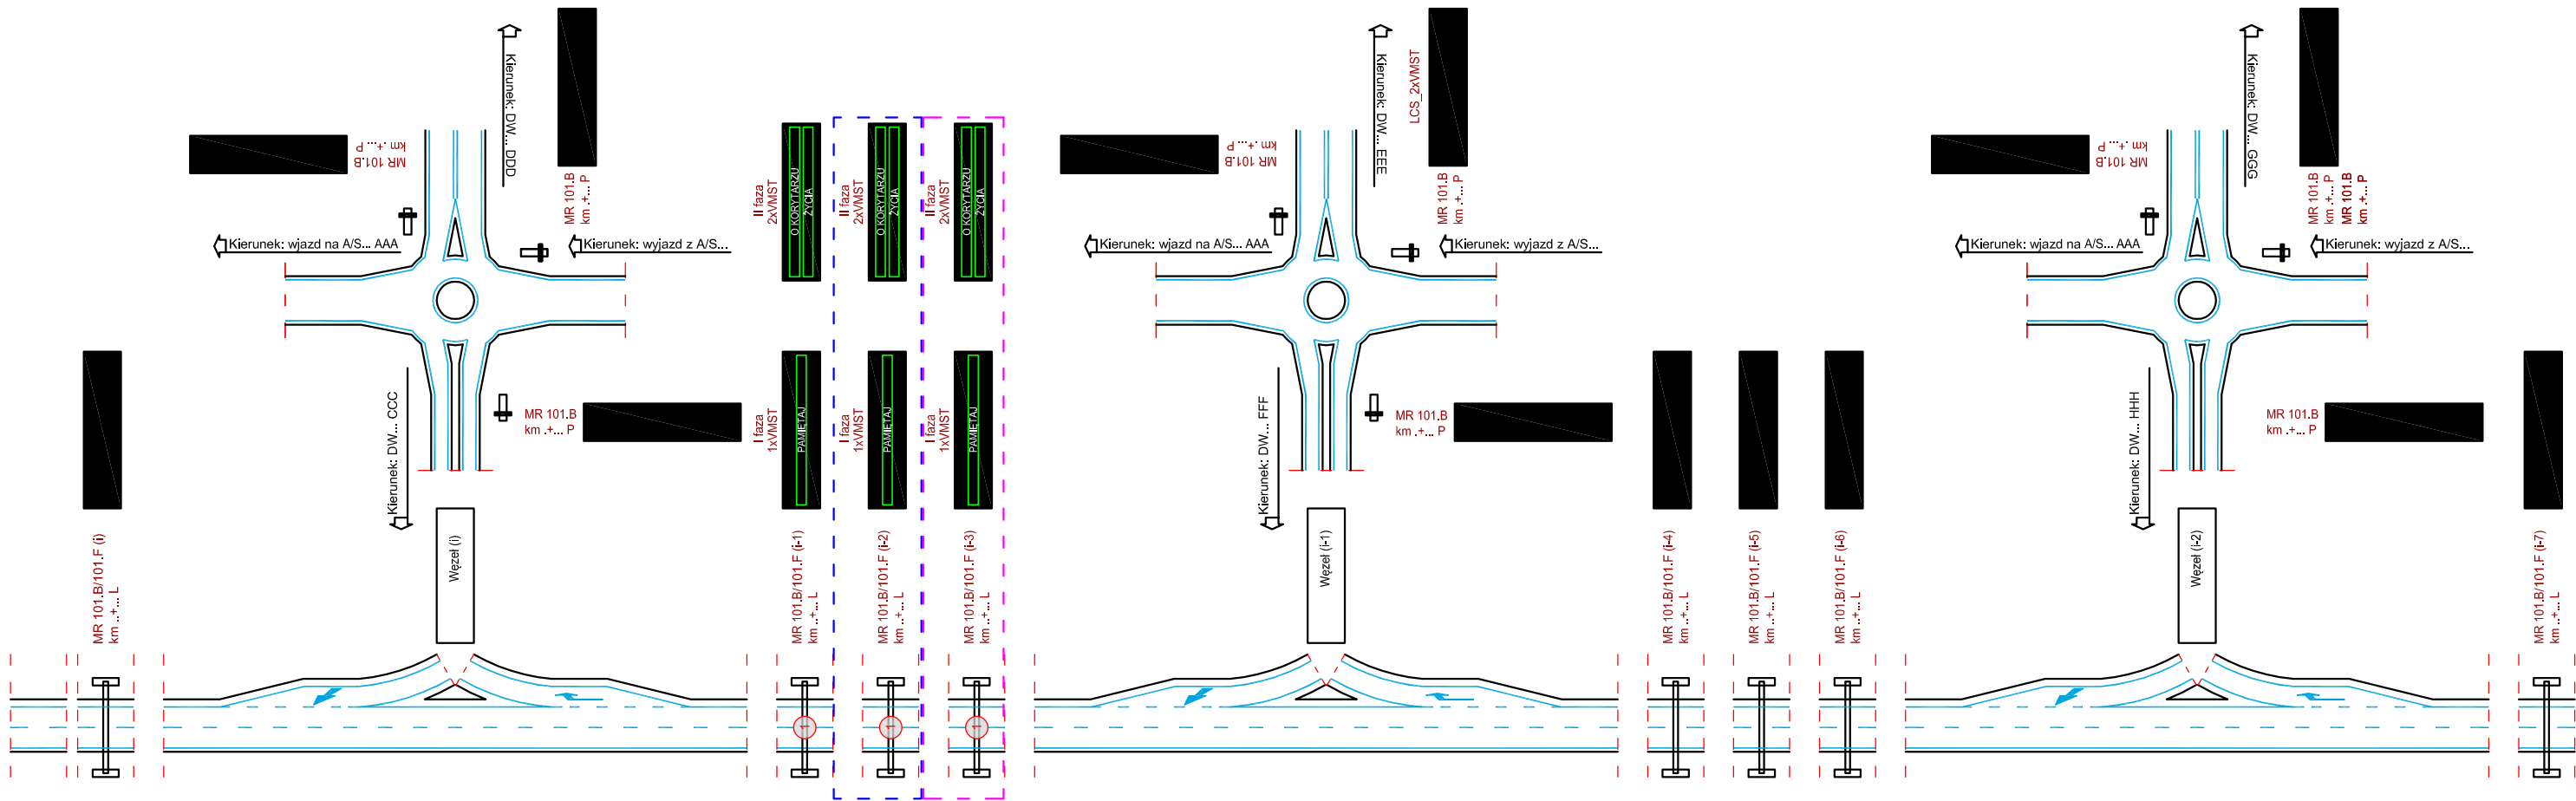 Kierunek: DW... DDD
MR 101.B
km .+... P
MR 101.B
km .+... P
Kierunek: wjazd na A/S... AAA
Kierunek: wyjazd z A/S...
Kierunek: DW... CCC
MR 101.B
km .+... P
Węzeł (i)
MR 101.B/101.F (i)
km ..+... L
II faza
2xVMST
O KORYTARZU
ŻYCIA
II faza
2xVMST
O KORYTARZU
ŻYCIA
II faza
2xVMST
O KORYTARZU
ŻYCIA
I faza
1xVMST
PAMIĘTAJ
I faza
1xVMST
PAMIĘTAJ
I faza
1xVMST
PAMIĘTAJ
MR 101.B/101.F (i-1)
km ..+... L
MR 101.B/101.F (i-2)
km ..+... L
MR 101.B/101.F (i-3)
km ..+... L
1
1
1
Kierunek: DW... EEE
LCS_2xVMST
MR 101.B
km .+... P
MR 101.B
km .+... P
Kierunek: wjazd na A/S... AAA
Kierunek: wyjazd z A/S...
Kierunek: DW... FFF
MR 101.B
km .+... P
Węzeł (i-1)
MR 101.B/101.F (i-4)
km ..+... L
MR 101.B/101.F (i-5)
km ..+... L
MR 101.B/101.F (i-6)
km ..+... L
Kierunek: DW... GGG
MR 101.B
km .+... P
MR 101.B
km .+... P
MR 101.B
km .+... P
Kierunek: wjazd na A/S... AAA
Kierunek: wyjazd z A/S...
Kierunek: DW... HHH
MR 101.B
km .+... P
Węzeł (i-2)
MR 101.B/101.F (i-7)
km ..+... L